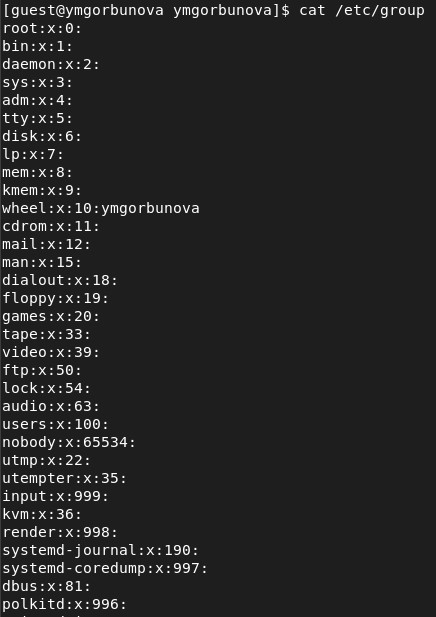 [guest@ymgorbunova ymgorbunova]$ cat /etc/group
root:x:0:
bin:x:1:
daemon:x:2:
sys:x:3:
adm:x:4:
tty:x:5:
disk:x:6:
lp:x:7:
mem:x:8:
kmem:x:9:
wheel:x:10:ymgorbunova
cdrom:x:11:
mail:x:12:
man:x:15:
dialout:x:18:
floppy:x:19:
games:x:20:
tape:x:33:
video:x:39:
ftp:x:50:
lock:x:54:
audio:x:63:
users:x:100:
nobody:x:65534:
utmp:x:22:
utempter:x:35:
input:x:999:
kvm:x:36:
render:x:998:
systemd-journal:x:190:
systemd-coredump:x:997:
dbus:x:81:
polkitd:x:996: